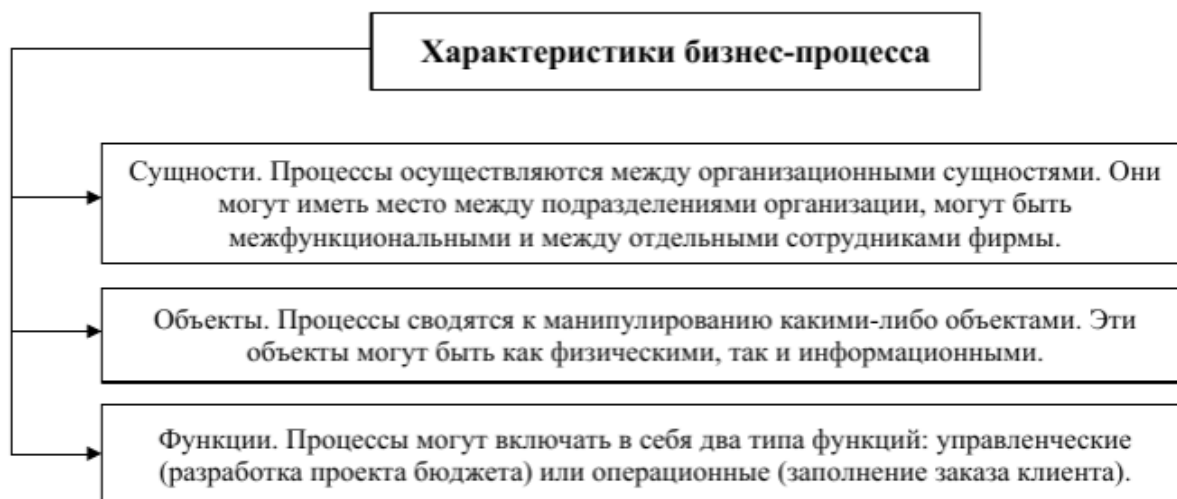 Характеристики бизнес-процесса
Сущности. Процессы осуществляются между организационными сущностями. Они
могут иметь место между подразделениями организации, могут быть
межфункциональными и между отдельными сотрудниками фирмы.
Объекты. Процессы сводятся к манипулированию какими-либо объектами. Эти
объекты могут быть как физическими, так и информационными.
Функции. Процессы могут включать в себя два типа функций: управленческие
(разработка проекта бюджета) или операционные (заполнение заказа клиента).